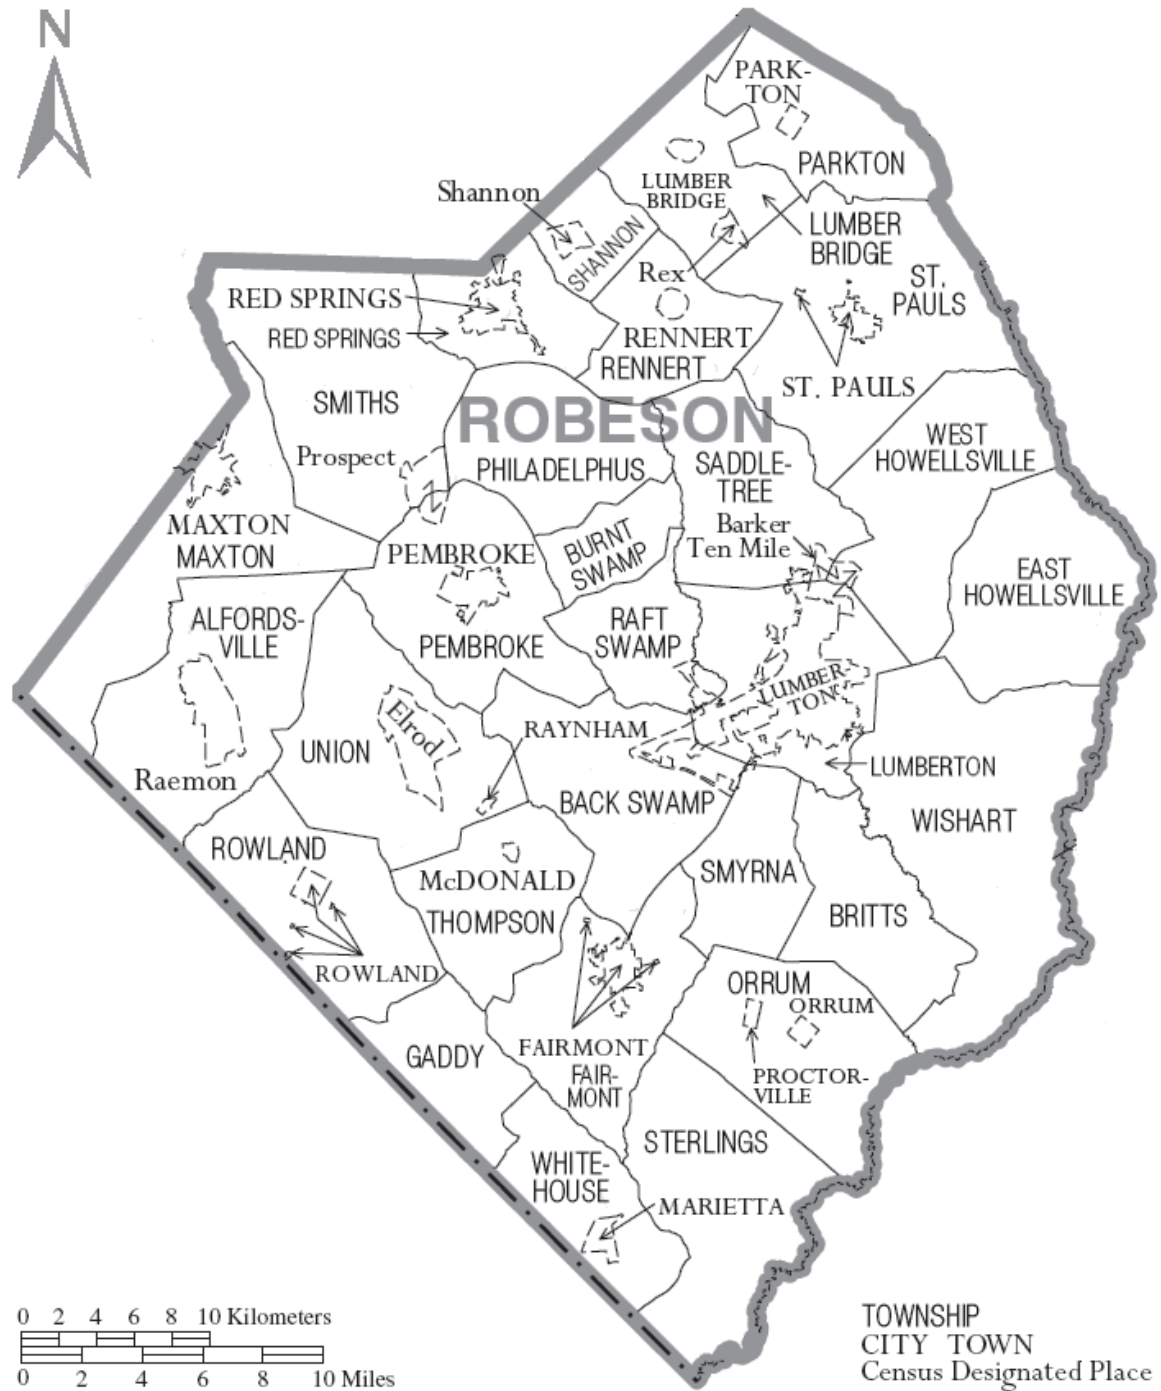 N
PARK-
TON
PARKTON
LUMBER
BRIDGE
Shannon
SHANNON
LUMBER
BRIDGE
Rex
ST.
PAULS
RED SPRINGS
RED SPRINGS
RENNERT
RENNERT
ST. PAULS
SMITHS
ROBESON
WEST
HOWELLSVILLE
Prospect
PHILADELPHUS
SADDLE-
TREE
MAXTON
MAXTON
PEMBROKE
BURNT
SWAMP
Barker
Ten Mile
EAST
HOWELLSVILLE
ALFORDS-
VILLE
PEMBROKE
RAFT
SWAMP
LUMBER-
TON
Elrod
RAYNHAM
UNION
Raemon
LUMBERTON
BACK SWAMP
WISHART
ROWLAND
McDONALD
THOMPSON
SMYRNA
BRITTS
ROWLAND
ORRUM
ORRUM
FAIRMONT
GADDY
FAIR-
MONT
PROCTOR-
VILLE
STERLINGS
WHITE-
HOUSE
MARIETTA
0 2 4 6 8 10 Kilometers
0 2 4 6 8 10 Miles
TOWNSHIP
CITY TOWN
Census Designated Place